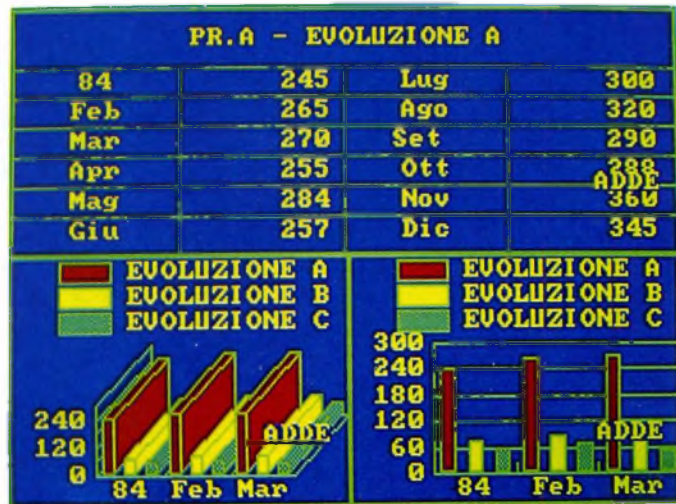 PR.A - EVOLUZIONE A
84 245 Lug 300
Feb 265 Ago 320
Mar 270 Set 290
Apr 255 Ott 288
ADDE
Mag 284 Nov 360
Giu 257 Dic 345
EVOLUZIONE A
EVOLUZIONE B
EVOLUZIONE C
240
120
0
ADDE
84 Feb Mar
EVOLUZIONE A
EVOLUZIONE B
EVOLUZIONE C
300
240
180
120
60
0
ADDE
84 Feb Mar